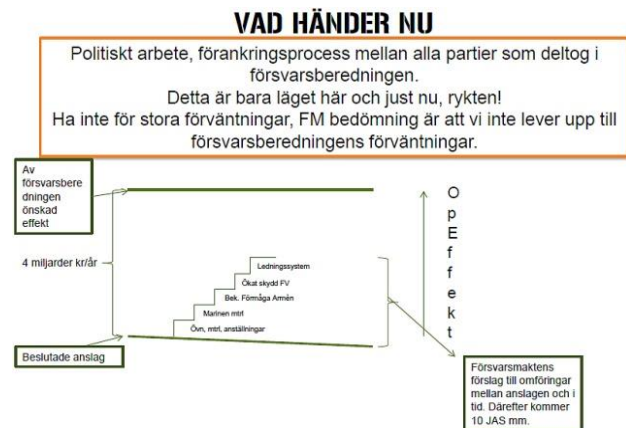 VAD HÄNDER NU
Politiskt arbete, förankringsprocess mellan alla partier som deltog i
försvarsberedningen.
Detta är bara läget här och just nu, rykten!
Ha inte för stora förväntningar, FM bedömning är att vi inte lever upp till
försvarsberedningens förväntningar.
Av
försvarsbere
dningen
önskad
effekt
4 miljarder kr/år
Ledningssystem
Ökat skydd FV
Bek. Förmåga Armén
Marinen mtrl
Övn, mtrl, anställningar
Beslutade anslag
O
p
E
f
f
e
k
t
Försvarsmaktens
förslag till omföringar
mellan anslagen och i
tid. Därefter kommer
10 JAS mm.